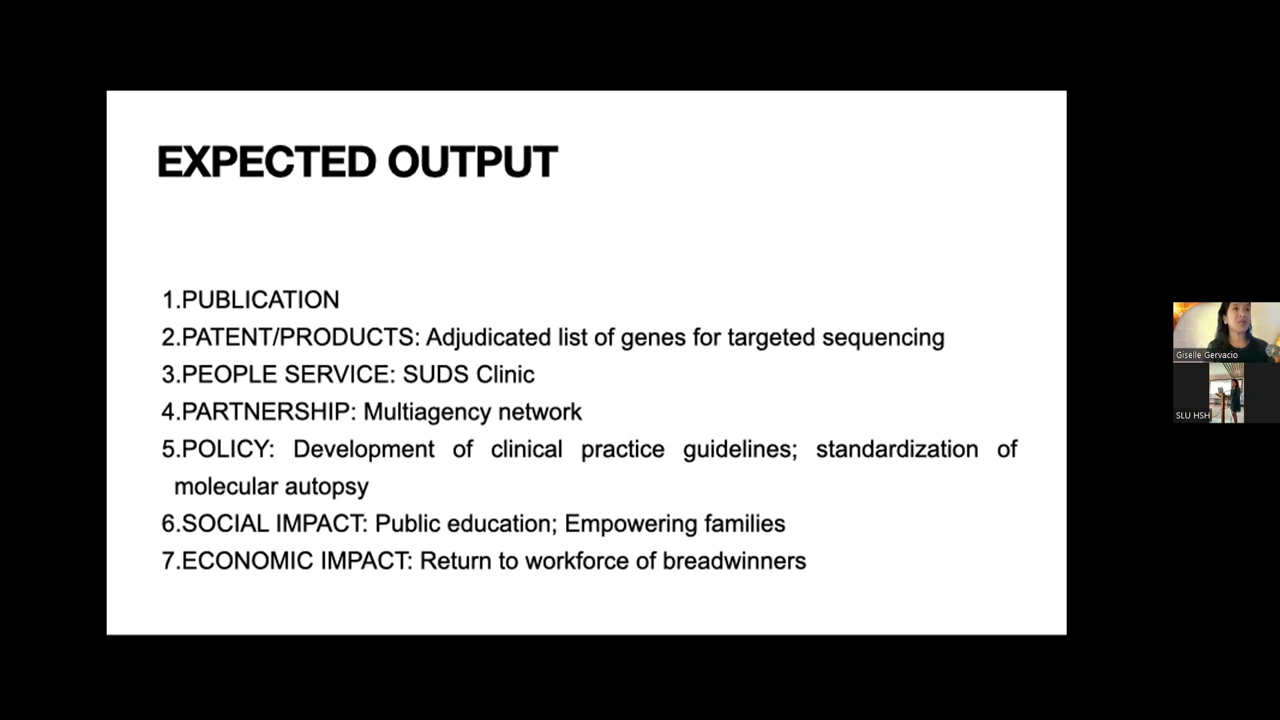 EXPECTED OUTPUT
1.PUBLICATION
2.PATENT/PRODUCTS: Adjudicated list of genes for targeted sequencing
3.PEOPLE SERVICE: SUDS Clinic
4.PARTNERSHIP: Multiagency network
5.POLICY: Development of clinical practice guidelines; standardization of
molecular autopsy
6.SOCIAL IMPACT: Public education; Empowering families
7.ECONOMIC IMPACT: Return to workforce of breadwinners
Giselle Gervacio
SLU HSH